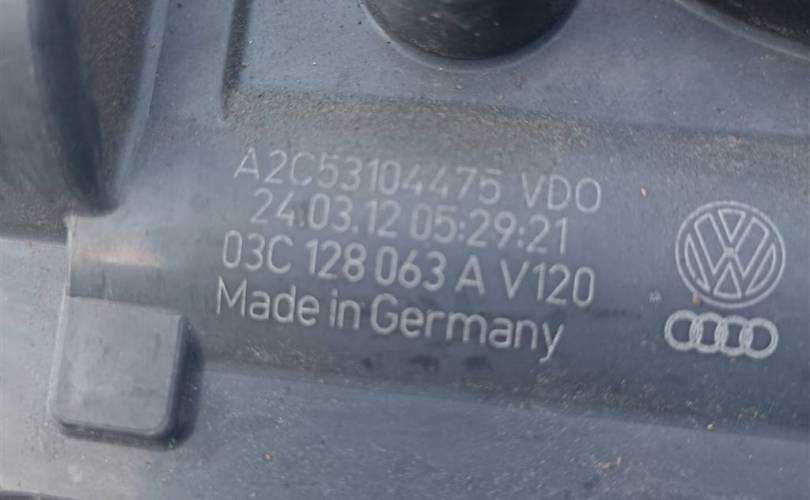 A2C53104475 VDO
24.03.12 05:29:21
03C 128 063 A V120
Made in Germany